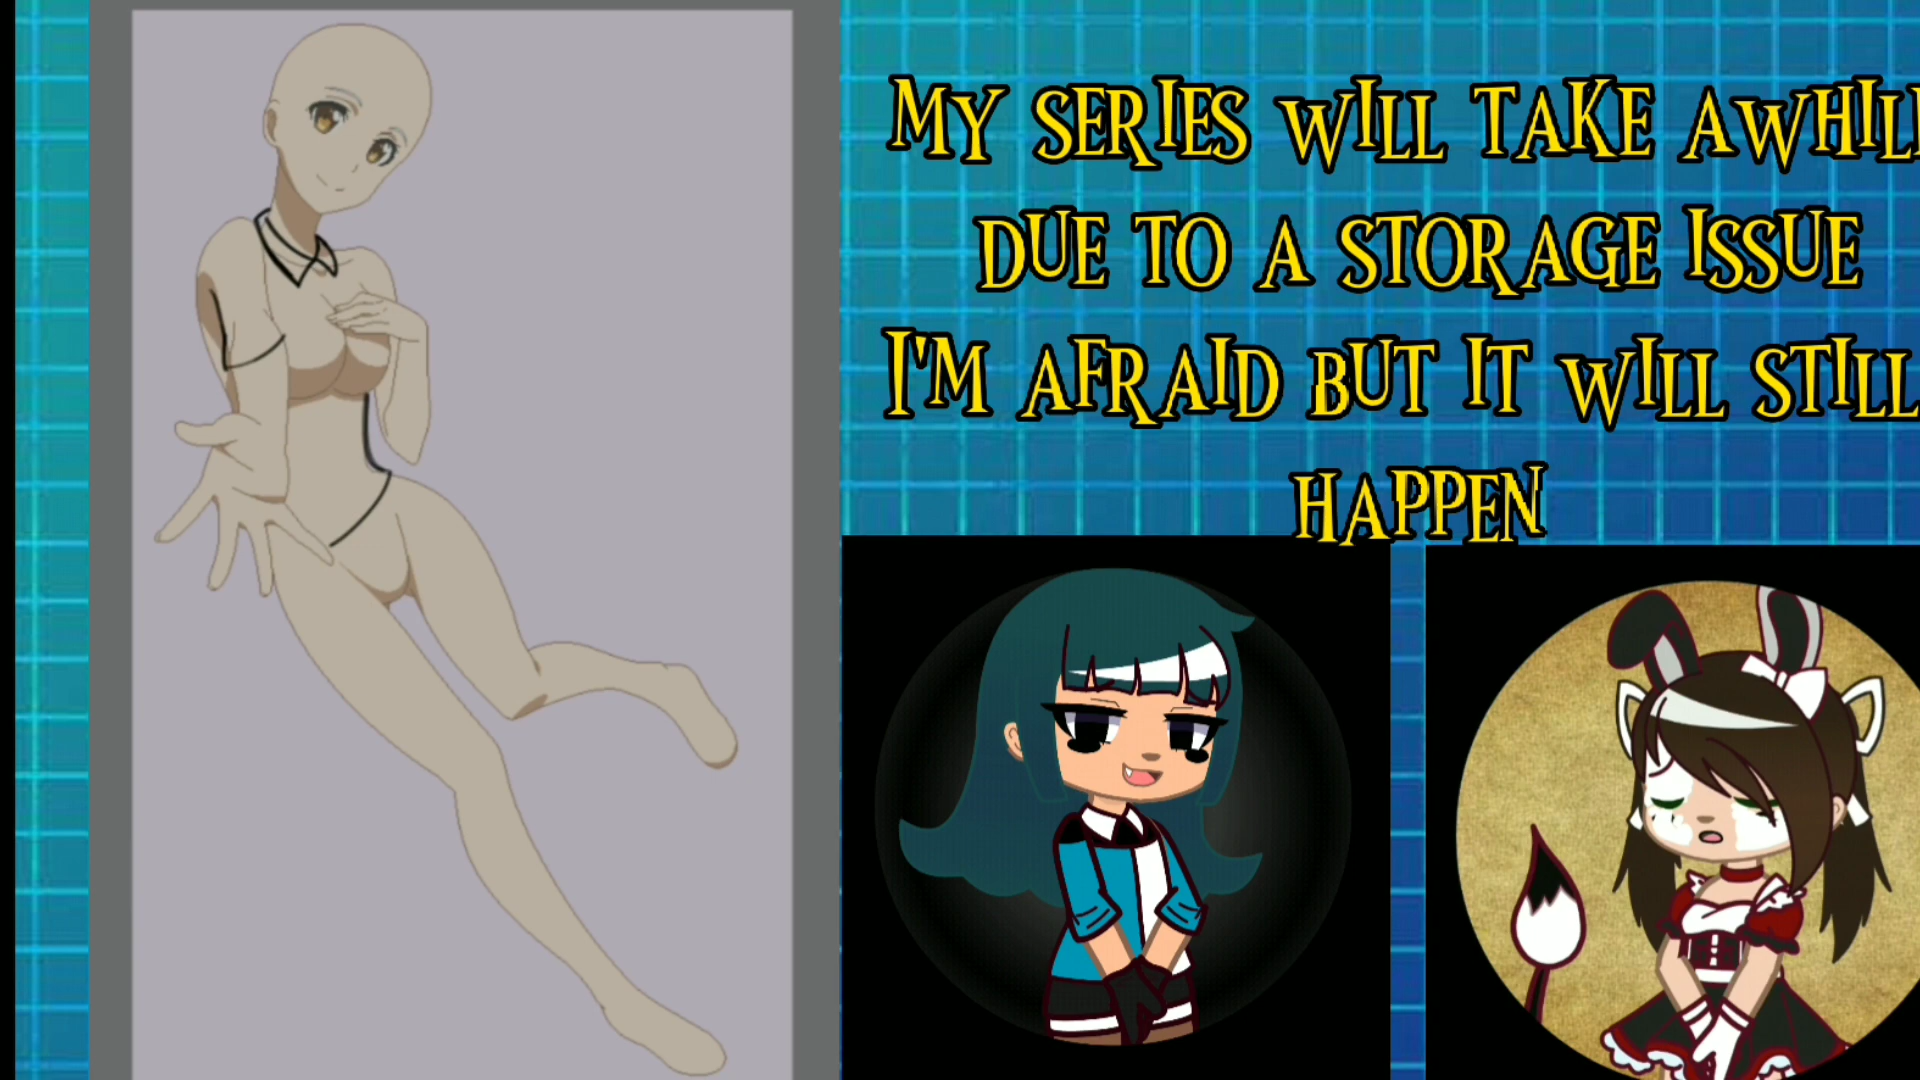 MY SERIES WILL TAKE AWHIL
DUE TO A STORAGE ISSUE
I'M AFRAID BUT IT WILL STILL
HAPPEN